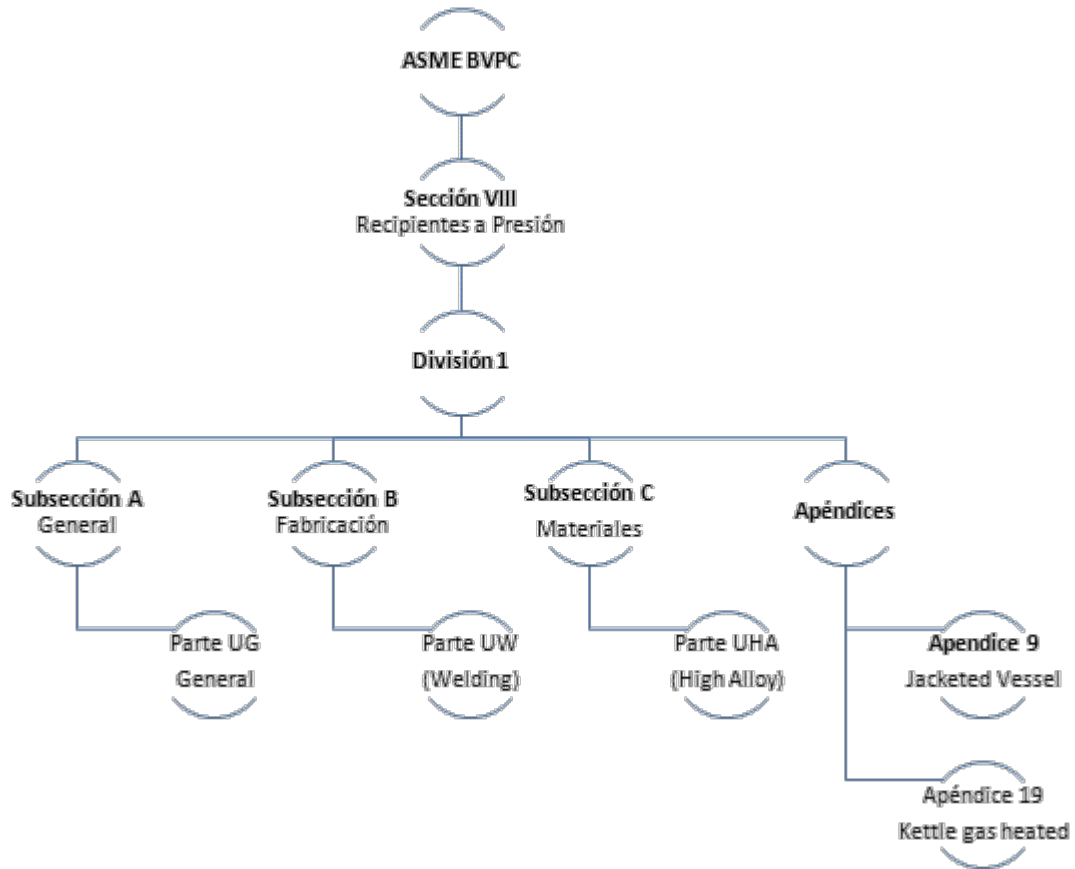 ASME BVPC
Sección VIII
Recipientes a Presión
División 1
Subsección A
General
Subsección B
Fabricación
Subsección C
Materiales
Apéndices
Parte UG
General
Parte UW
(Welding)
Parte UHA
(High Alloy)
Apendice 9
Jacketed Vessel
Apéndice 19
Kettle gas heated